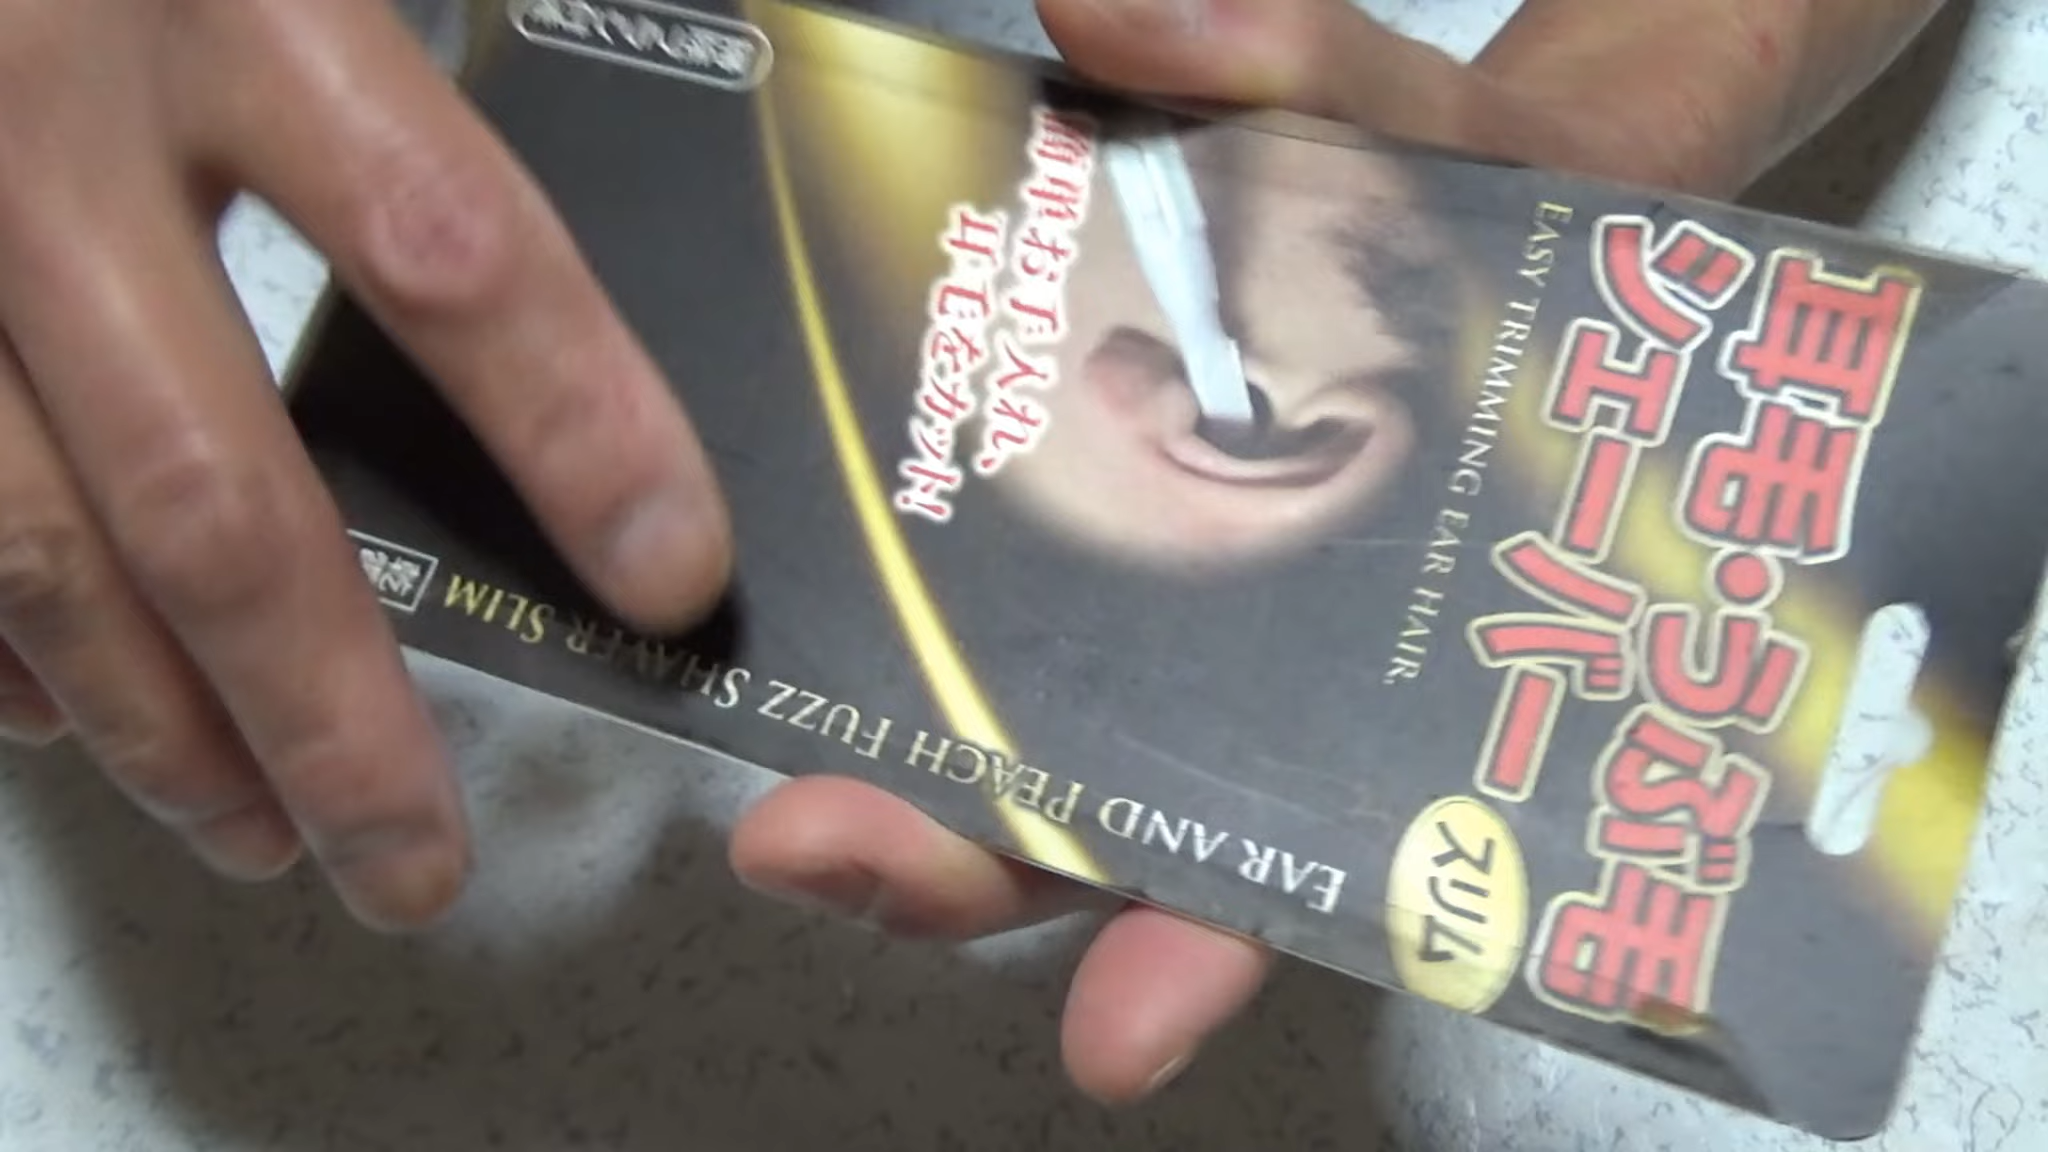 耳毛・うぶ毛
シェーバー
スリム
EASY TRIMMING EAR HAIR.
簡単お手入れ、
耳毛をカット!
EAR AND PEACH FUZZ SHAVER SLIM